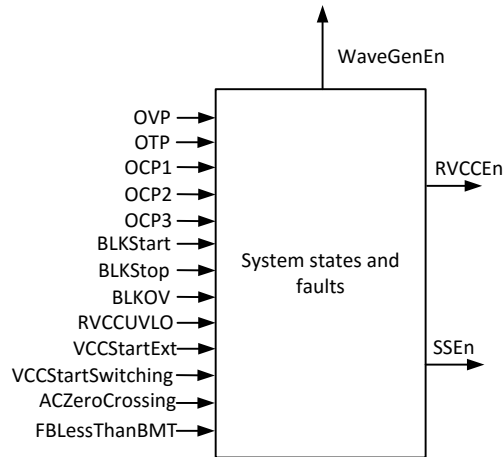 WaveGenEn
OVP
OTP
OCP1
OCP2
OCP3
BLKStart
BLKStop
BLKOV
RVCCUVLO
VCCStartExt
VCCStartSwitching
ACZeroCrossing
FBLessThanBMT
System states and
faults
RVCCEn
SSEn